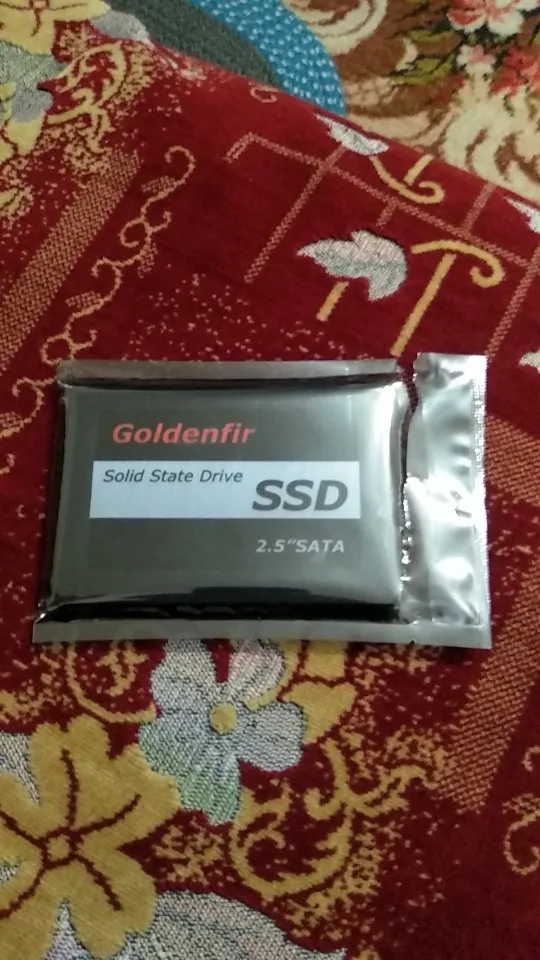 Goldenfir
Solid State Drive
SSD
2.5"SATA